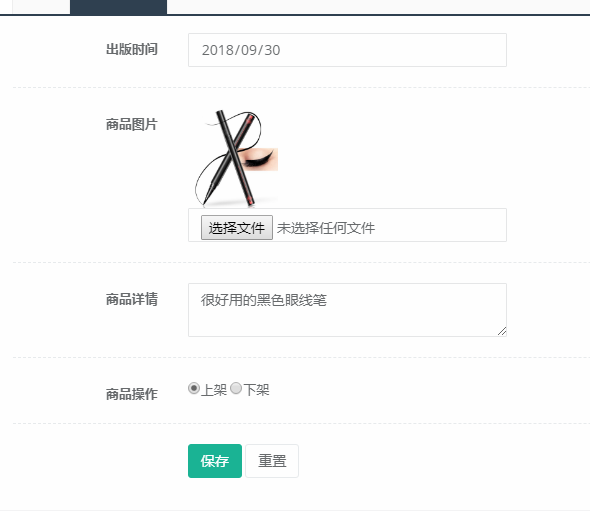 出版时间 2018/09/30
商品图片
选择文件 未选择任何文件
商品详情 很好用的黑色眼线笔
商品操作 上架 下架
保存 重置